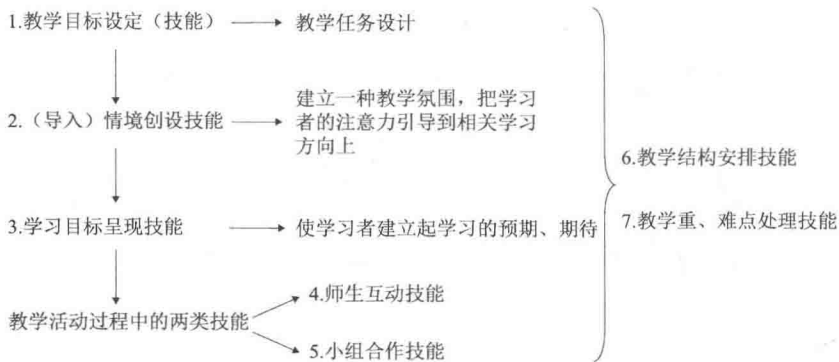 1.教学目标设定（技能）
教学任务设计
2.（导入）情境创设技能
建立一种教学氛围，把学习
者的注意力引导到相关学习
方向上
3.学习目标呈现技能
使学习者建立起学习的预期、期待
教学活动过程中的两类技能
4.师生互动技能
5.小组合作技能
6.教学结构安排技能
7.教学重、难点处理技能